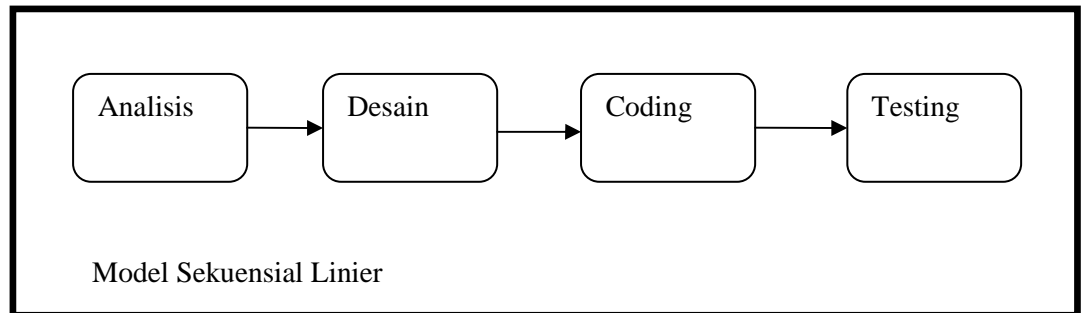 Analisis
Desain
Coding
Testing
Model Sekuensial Linier